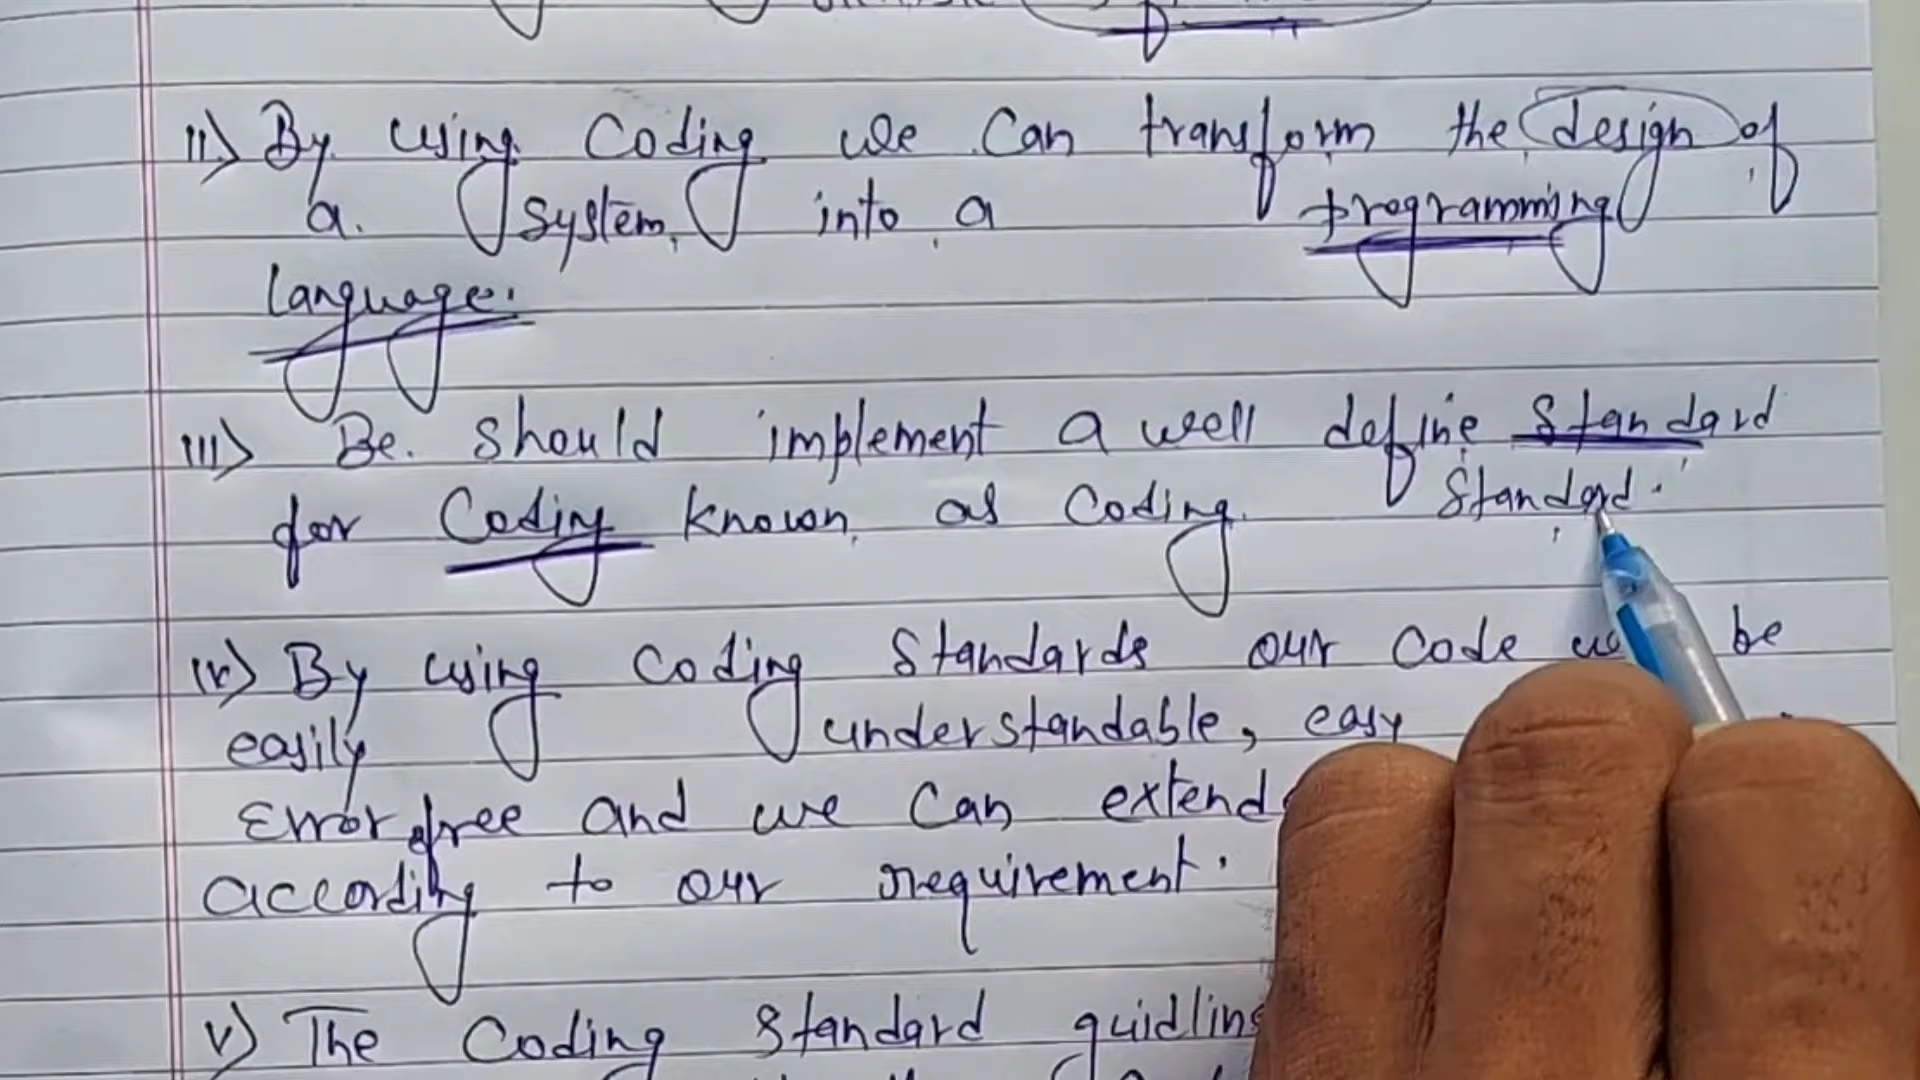 ii) By using Coding we Can transform the design of
a. system, into a programming
language.
iii) Be. should implement a well define standard
for Coding known as Coding Standard.
iv) By using coding standards our code be
easily understandable, easy
Error free and we can extend
according to our requirement.
v) The Coding standard